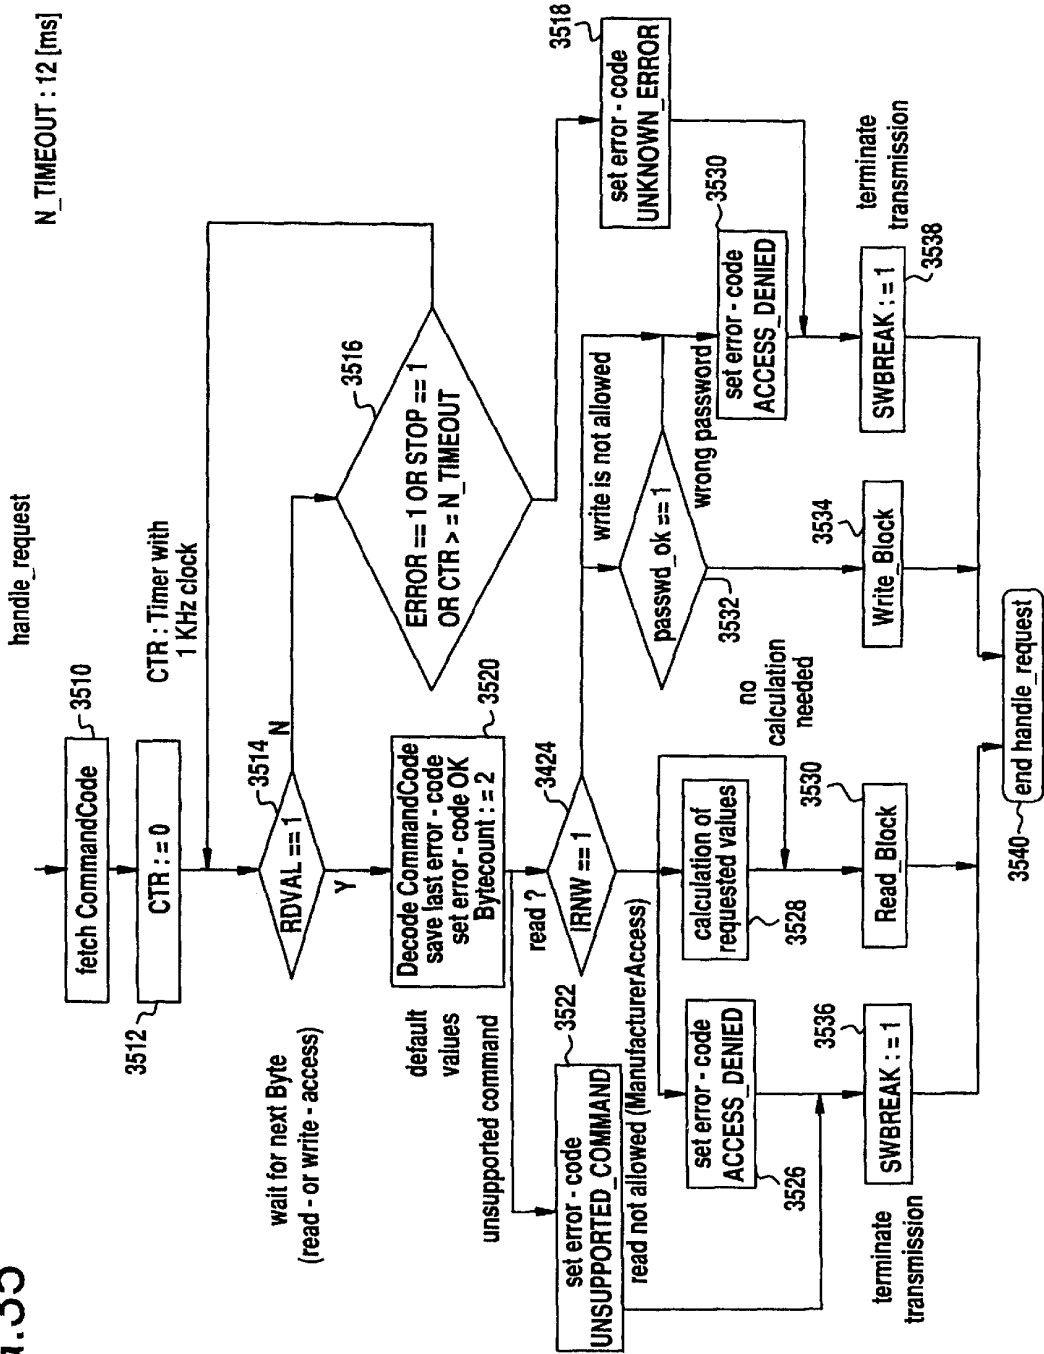 handle_request
N_TIMEOUT : 12 [ms]
fetch CommandCode
3510
CTR : = 0
3512
CTR : Timer with
1 KHz clock
wait for next Byte
(read - or write - access)
RDVAL == 1
3514
N
Y
ERROR == 1 OR STOP == 1
OR CTR > = N_TIMEOUT
3516
set error - code
UNKNOWN_ERROR
3518
default
values
Decode CommandCode
save last error - code
set error - code OK
Bytecount : = 2
3520
unsupported command
read ?
IRNW == 1
3424
set error - code
UNSUPPORTED_COMMAND
3522
write is not allowed
passwd_ok == 1
3532
wrong password
read not allowed (ManufacturerAccess)
set error - code
ACCESS_DENIED
3526
calculation of
requested values
3528
no
calculation
needed
set error - code
ACCESS_DENIED
3530
terminate
transmission
SWBREAK : = 1
3536
Read_Block
3530
Write_Block
3534
SWBREAK : = 1
3538
terminate
transmission
end handle_request
3540